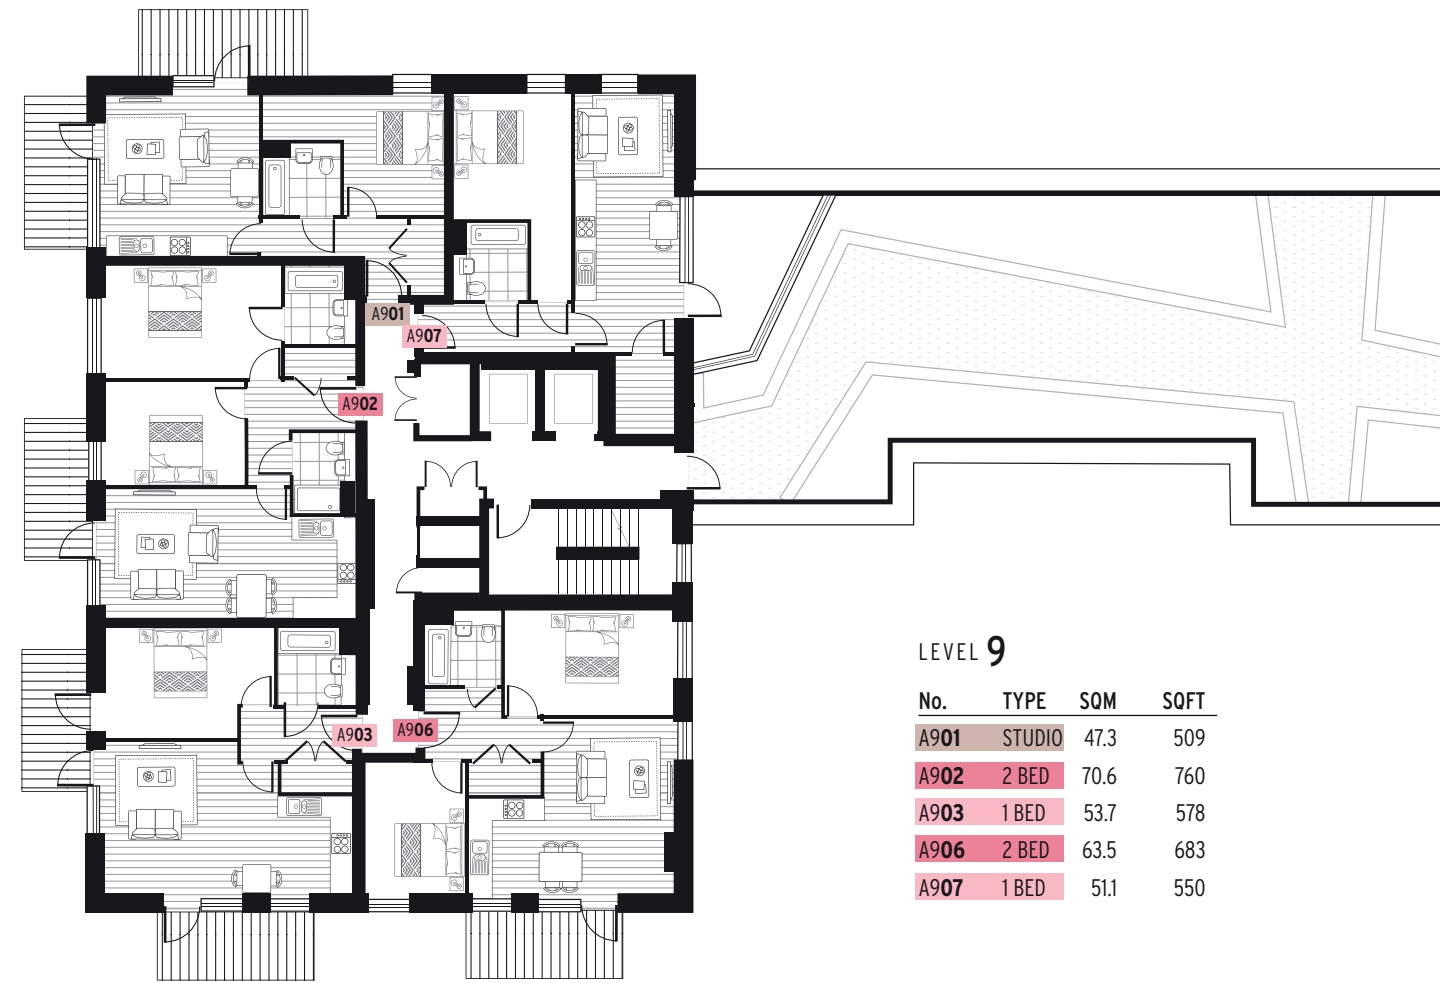 A901
A907
A902
A903
A906
LEVEL 9
No. TYPE SQM SQFT
A901 STUDIO 47.3 509
A902 2 BED 70.6 760
A903 1 BED 53.7 578
A906 2 BED 63.5 683
A907 1 BED 51.1 550